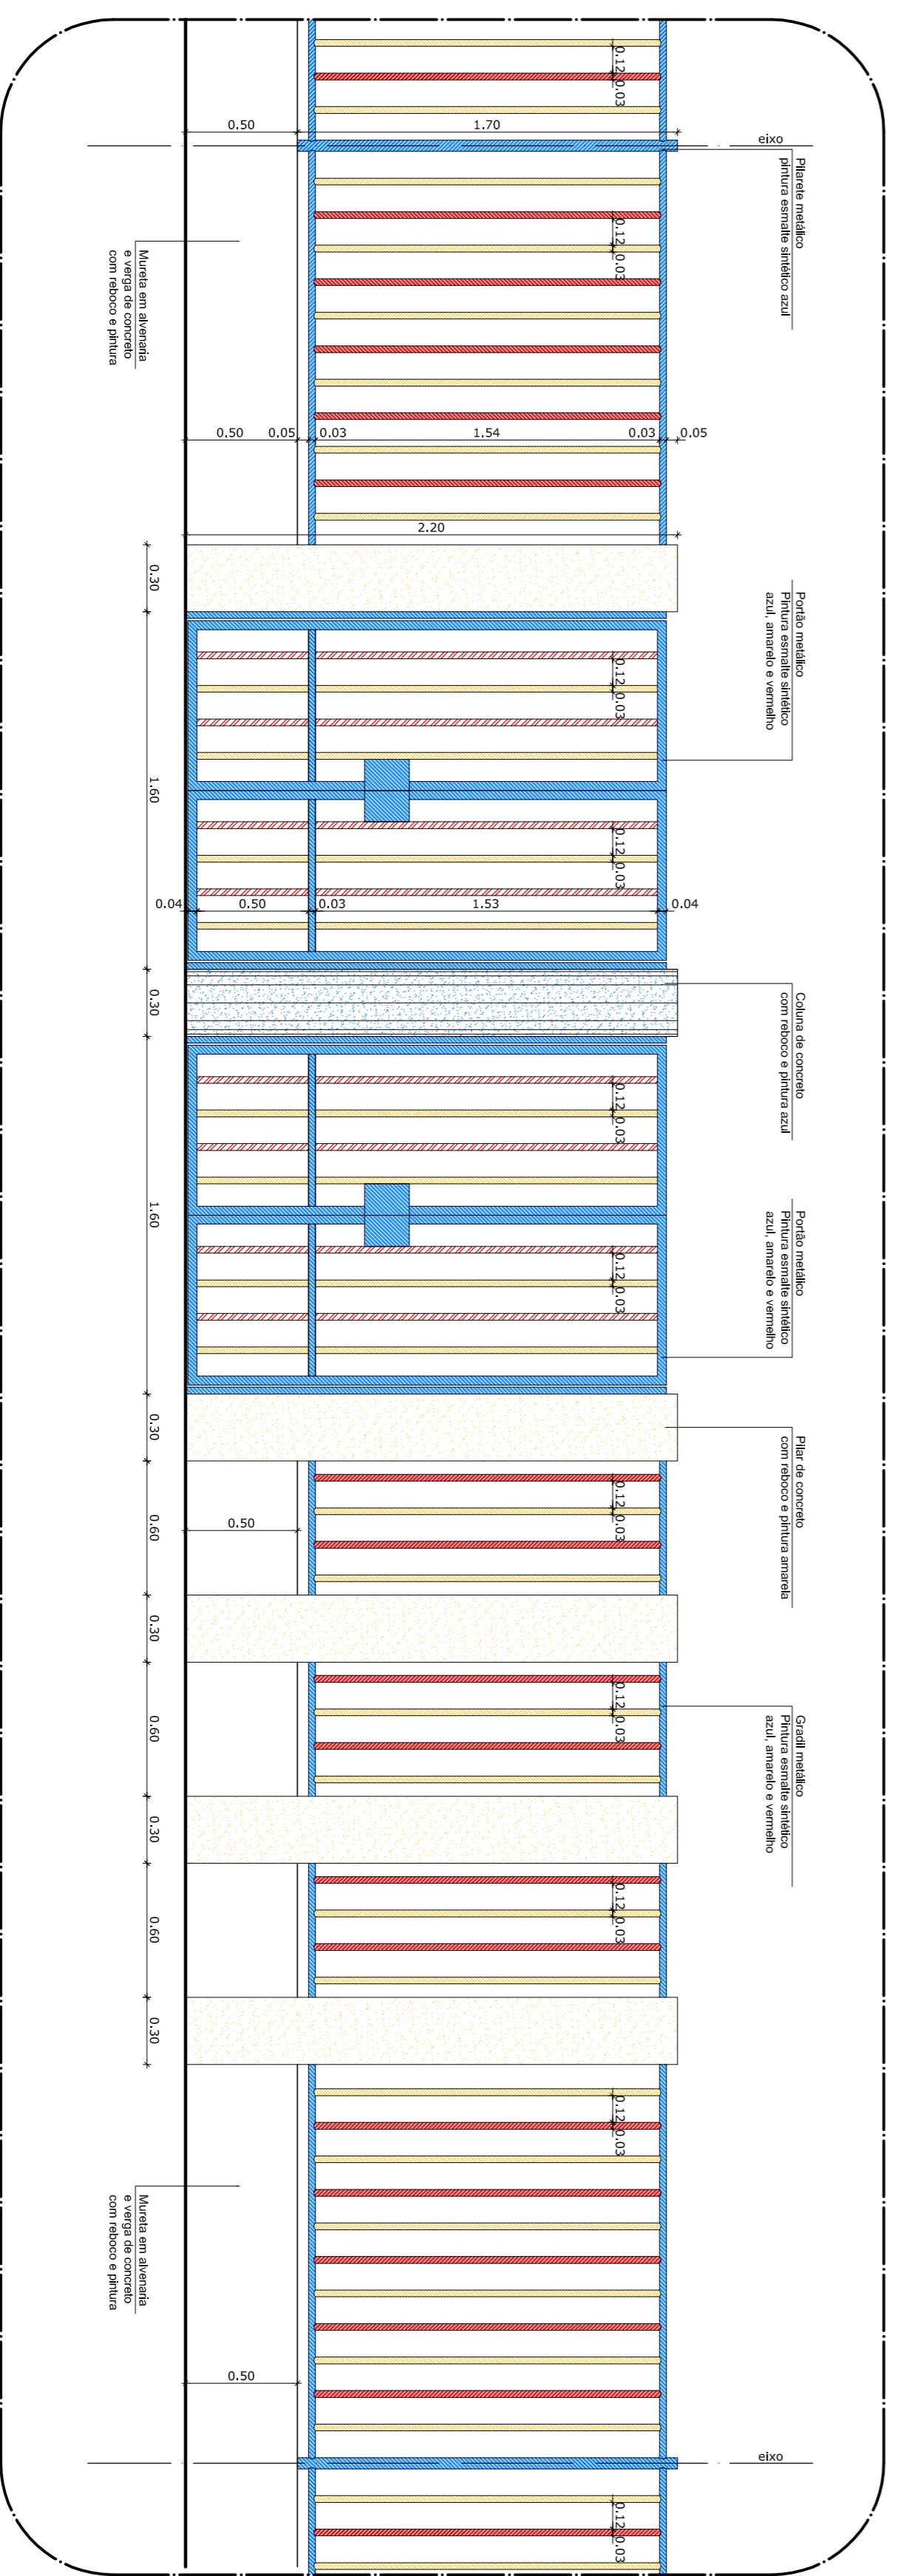 0.12 0.03
0.50
1.70
eixo
Pilarete metálico
pintura esmalte sintético azul
0.12 0.03
Mureta em alvenaria
e verga de concreto
com reboco e pintura
0.50
0.05
0.03
1.54
0.03
0.05
2.20
0.30
Portão metálico
Pintura esmalte sintético
azul, amarelo e vermelho
0.12 0.03
1.60
0.12 0.03
0.04
0.50
0.03
1.53
0.04
0.30
Coluna de concreto
com reboco e pintura azul
0.12 0.03
1.60
Portão metálico
Pintura esmalte sintético
azul, amarelo e vermelho
0.12 0.03
0.30
Pilar de concreto
com reboco e pintura amarela
0.12 0.03
0.50
0.60
0.30
0.12 0.03
0.60
Gradil metálico
Pintura esmalte sintético
azul, amarelo e vermelho
0.30
0.12 0.03
0.60
0.30
0.12 0.03
Mureta em alvenaria
e verga de concreto
com reboco e pintura
0.50
eixo
0.12 0.03